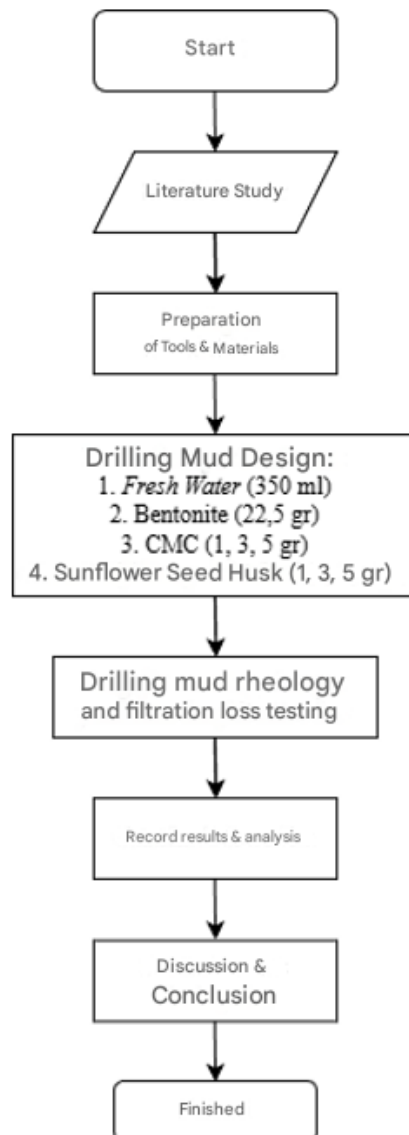 Start
Literature Study
Preparation
of Tools & Materials
Drilling Mud Design:
1. Fresh Water (350 ml)
2. Bentonite (22,5 gr)
3. CMC (1, 3, 5 gr)
4. Sunflower Seed Husk (1, 3, 5 gr)
Drilling mud rheology
and filtration loss testing
Record results & analysis
Discussion &
Conclusion
Finished